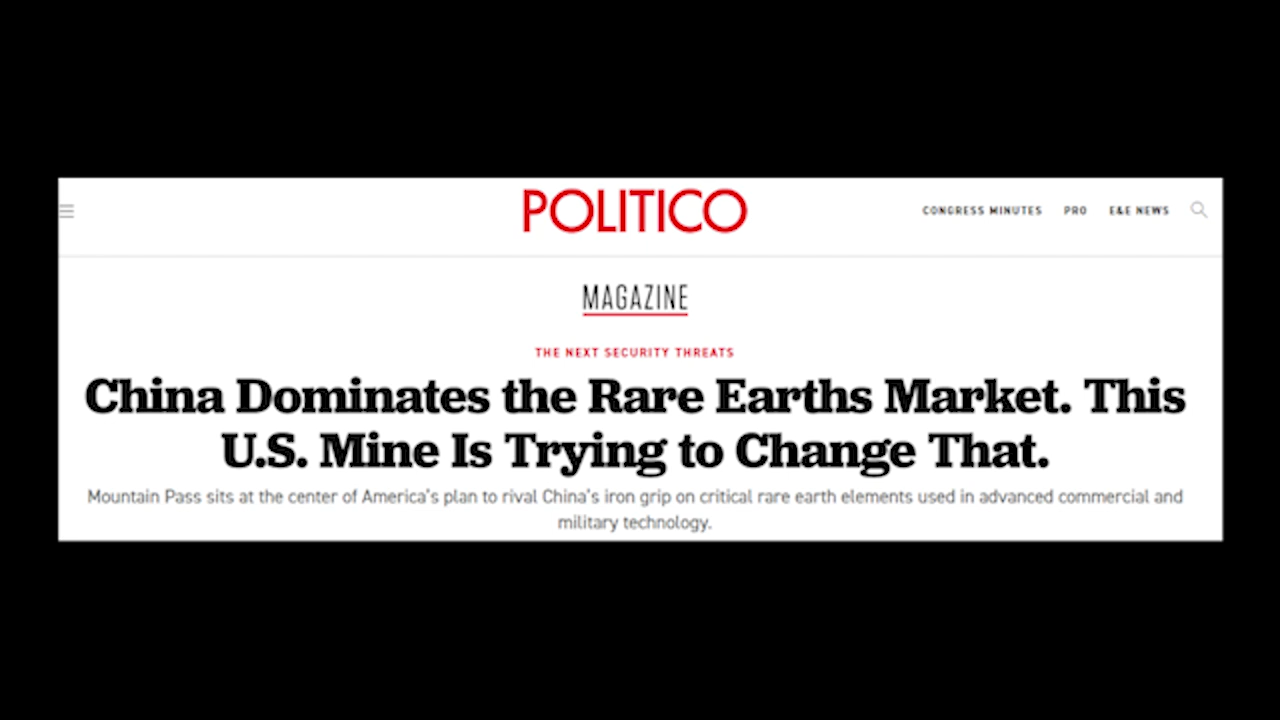 POLITICO
CONGRESS MINUTES PRO E&E NEWS
MAGAZINE
THE NEXT SECURITY THREATS
China Dominates the Rare Earths Market. This
U.S. Mine Is Trying to Change That.
Mountain Pass sits at the center of America's plan to rival China's iron grip on critical rare earth elements used in advanced commercial and
military technology.